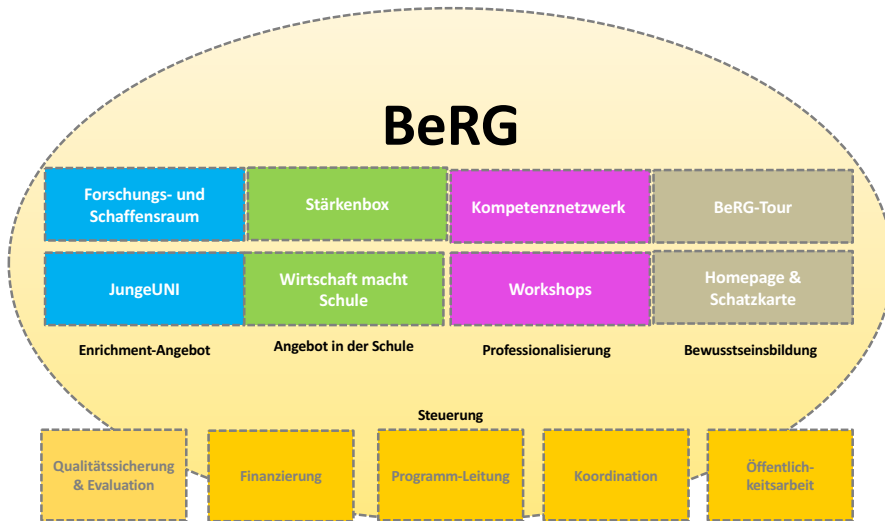 BeRG
Forschungs- und
Schaffensraum
Stärkenbox
Kompetenznetzwerk
BeRG-Tour
JungeUNI
Wirtschaft macht
Schule
Workshops
Homepage &
Schatzkarte
Enrichment-Angebot
Angebot in der Schule
Professionalisierung
Bewusstseinsbildung
Steuerung
Qualitätssicherung
& Evaluation
Finanzierung
Programm-Leitung
Koordination
Öffentlich-
keitsarbeit